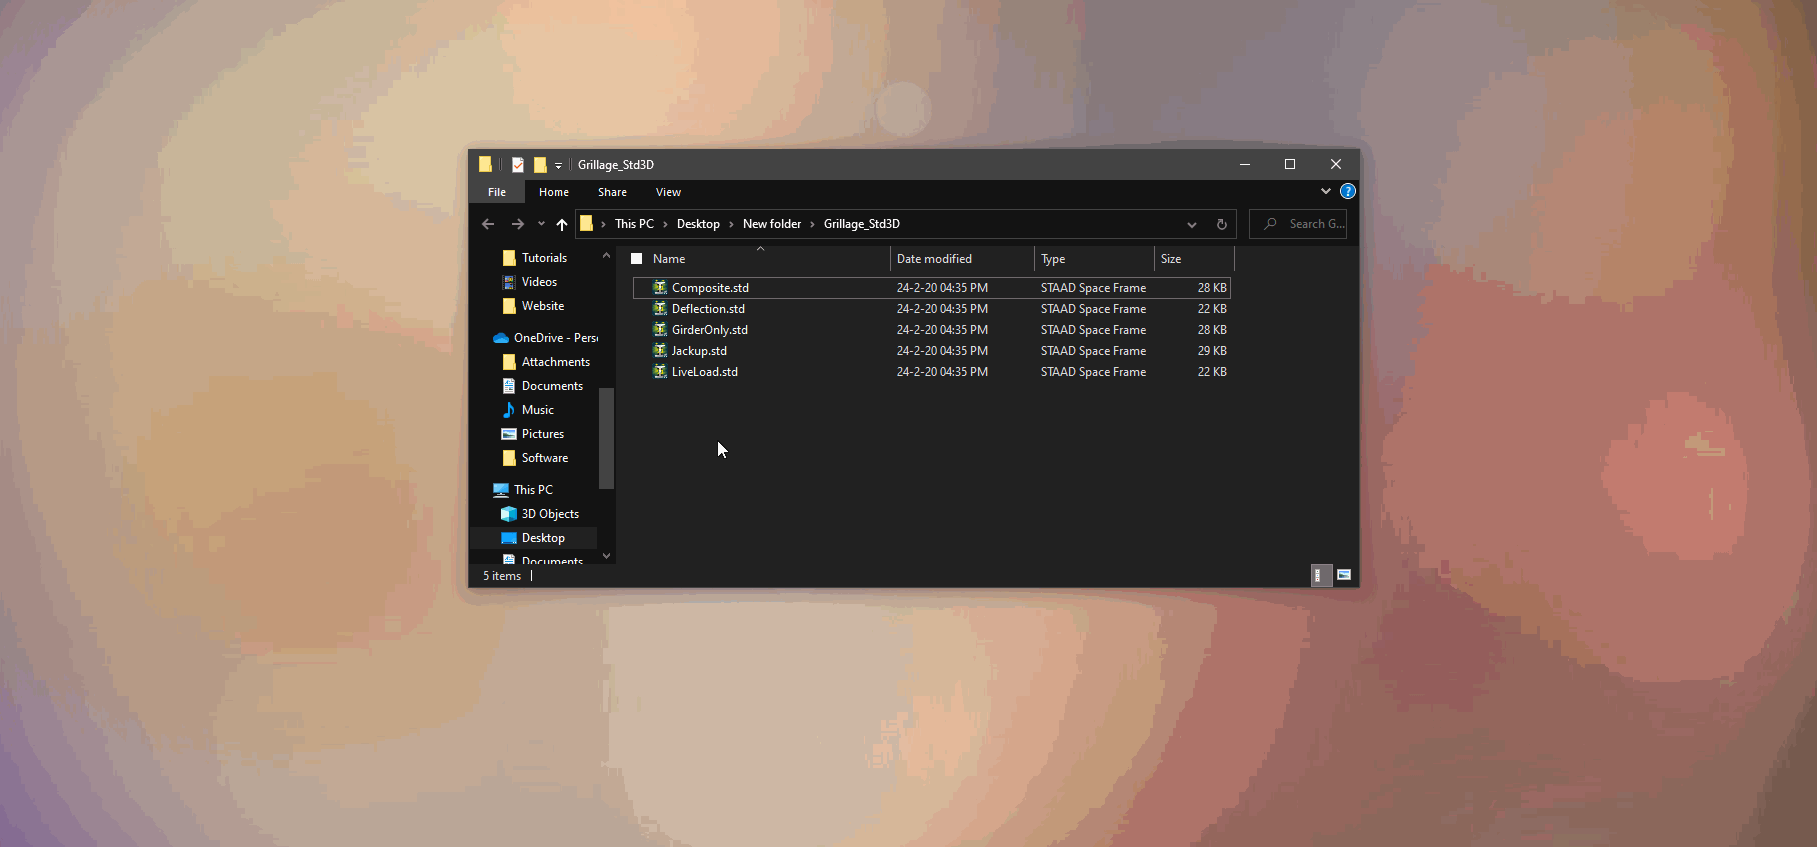 Grillage_Std3D
File Home Share View
This PC Desktop New folder Grillage_Std3D
Search G...
Name Date modified Type Size
Tutorials
Videos
Website
OneDrive - Pers
Attachments
Documents
Music
Pictures
Software
This PC
3D Objects
Desktop
Documents
Composite.std 24-2-20 04:35 PM STAAD Space Frame 28 KB
Deflection.std 24-2-20 04:35 PM STAAD Space Frame 22 KB
GirderOnly.std 24-2-20 04:35 PM STAAD Space Frame 28 KB
Jackup.std 24-2-20 04:35 PM STAAD Space Frame 29 KB
LiveLoad.std 24-2-20 04:35 PM STAAD Space Frame 22 KB
5 items